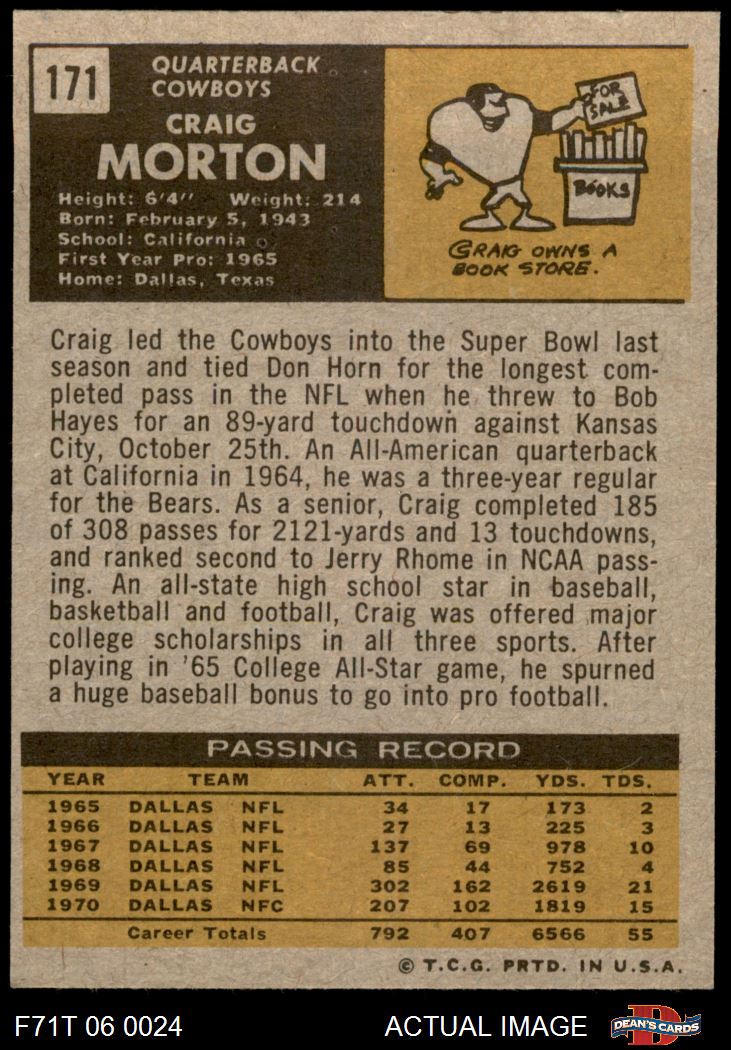 171
QUARTERBACK
COWBOYS
CRAIG
MORTON
Height: 6'4" Weight: 214
Born: February 5, 1943
School: California
First Year Pro: 1965
Home: Dallas, Texas
FOR
SALE
BOOKS
CRAIG OWNS A
BOOK STORE.
Craig led the Cowboys into the Super Bowl last
season and tied Don Horn for the longest com-
pleted pass in the NFL when he threw to Bob
Hayes for an 89-yard touchdown against Kansas
City, October 25th. An All-American quarterback
at California in 1964, he was a three-year regular
for the Bears. As a senior, Craig completed 185
of 308 passes for 2121-yards and 13 touchdowns,
and ranked second to Jerry Rhome in NCAA pass-
ing. An all-state high school star in baseball,
basketball and football, Craig was offered major
college scholarships in all three sports. After
playing in '65 College All-Star game, he spurned
a huge baseball bonus to go into pro football.
PASSING RECORD
YEAR TEAM ATT. COMP. YDS. TDS.
1965 DALLAS NFL 34 17 173 2
1966 DALLAS NFL 27 13 225 3
1967 DALLAS NFL 137 69 978 10
1968 DALLAS NFL 85 44 752 4
1969 DALLAS NFL 302 162 2619 21
1970 DALLAS NFC 207 102 1819 15
Career Totals 792 407 6566 55
© T.C.G. PRTD. IN U.S.A.
F71T 06 0024 ACTUAL IMAGE D DEAN'S CARDS